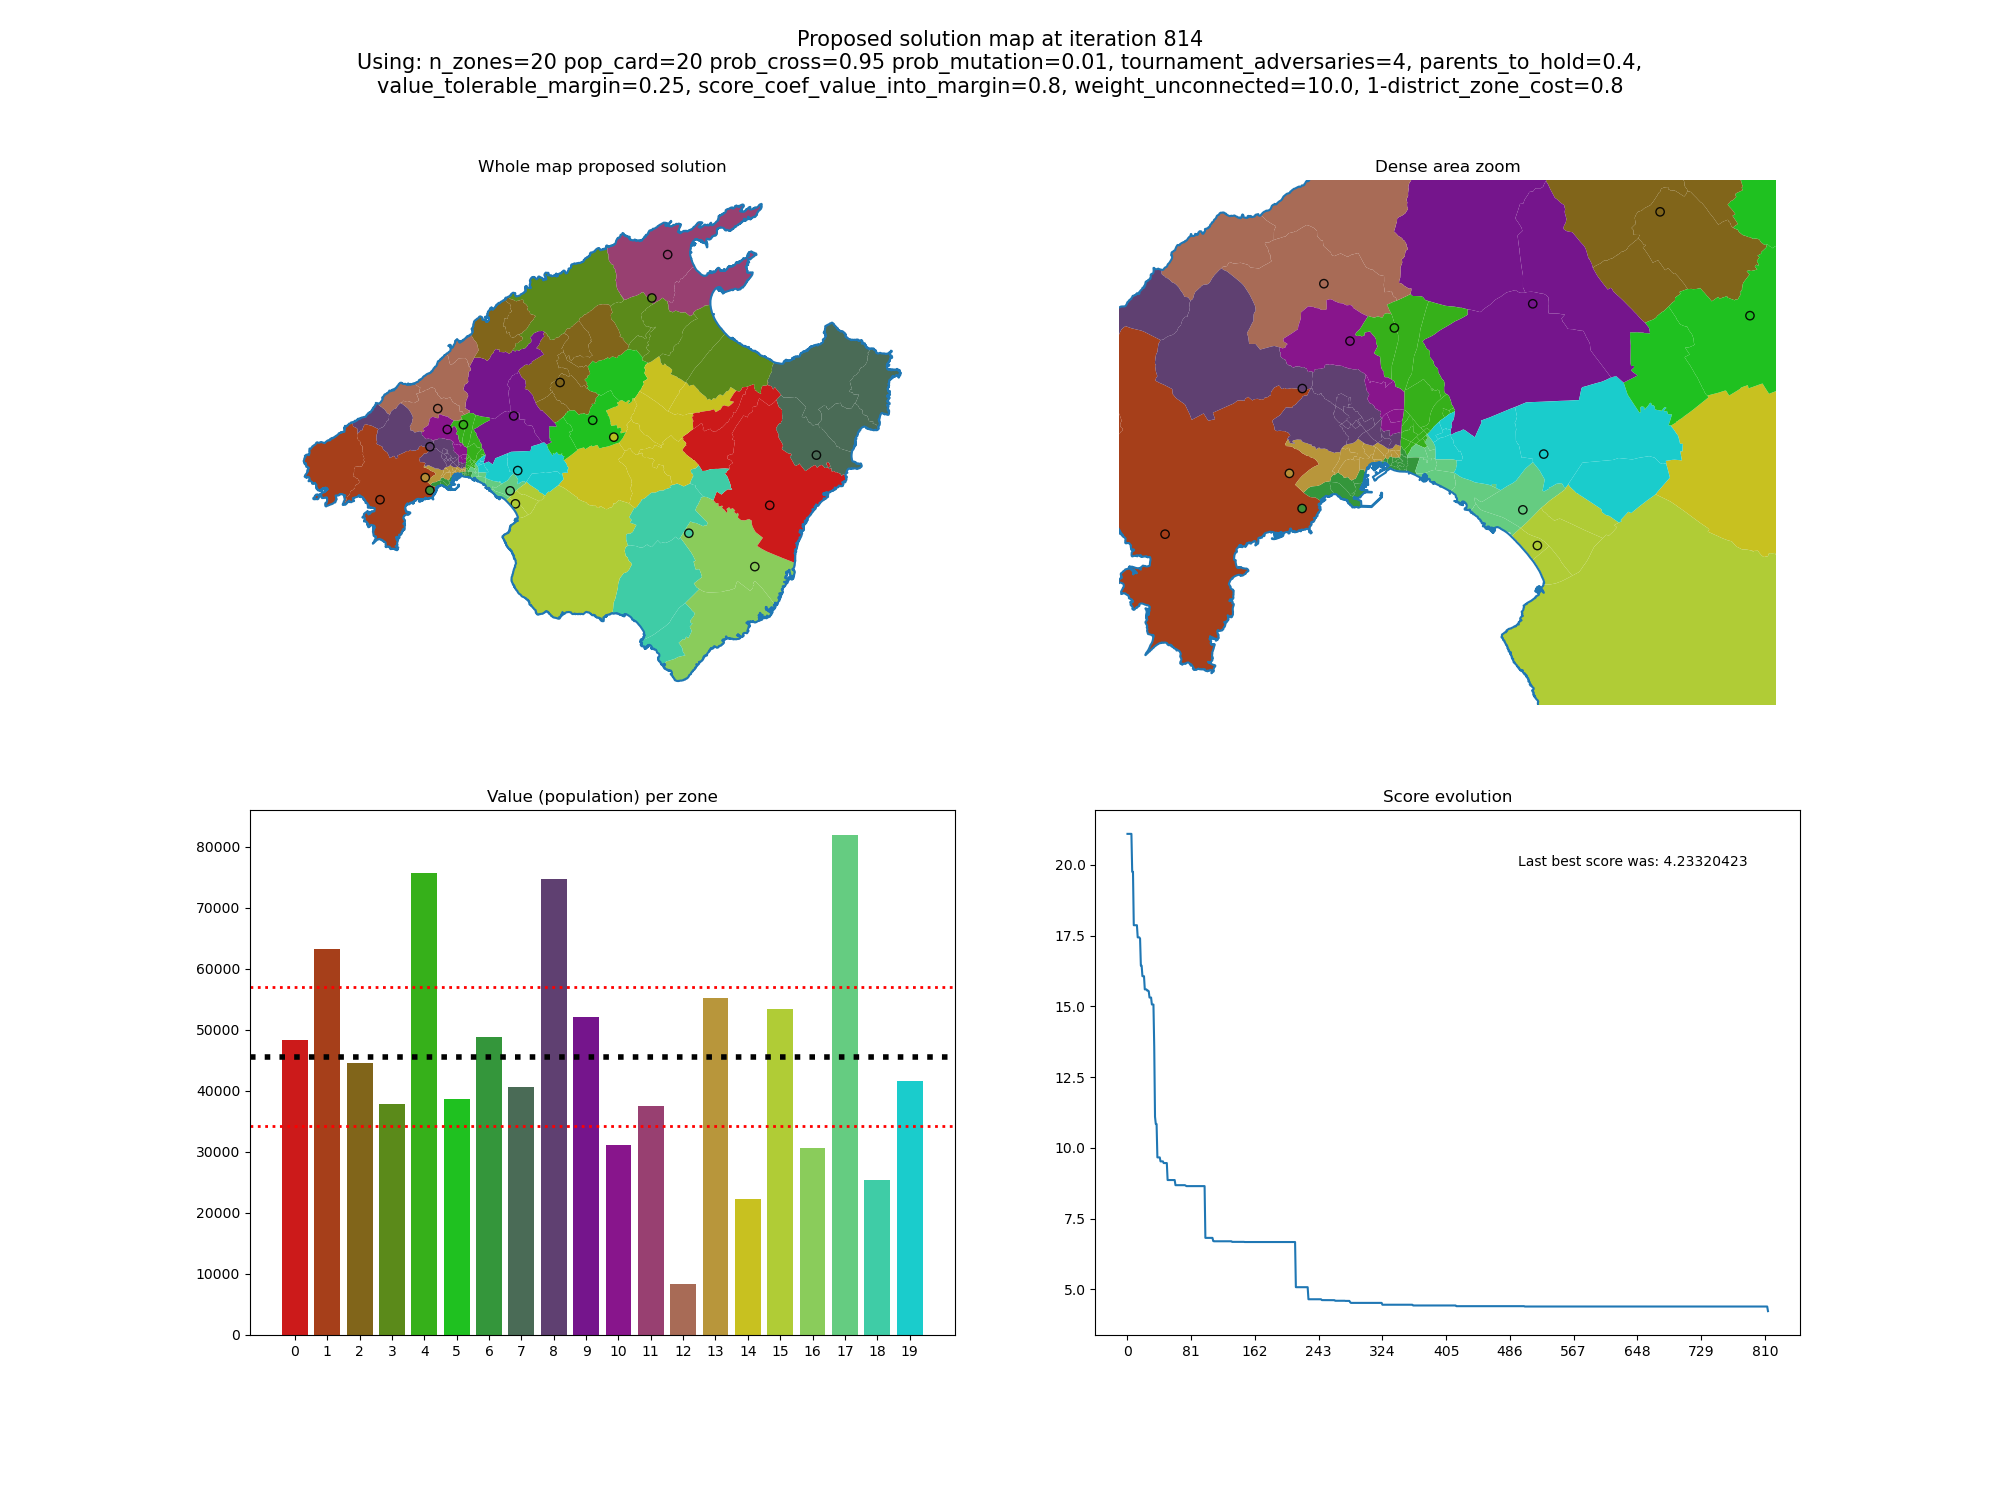 Proposed solution map at iteration 814
Using: n_zones=20 pop_card=20 prob_cross=0.95 prob_mutation=0.01, tournament_adversaries=4, parents_to_hold=0.4,
value_tolerable_margin=0.25, score_coef_value_into_margin=0.8, weight_unconnected=10.0, 1-district_zone_cost=0.8
Whole map proposed solution
Dense area zoom
Value (population) per zone
80000
70000
60000
50000
40000
30000
20000
10000
0
0 1 2 3 4 5 6 7 8 9 10 11 12 13 14 15 16 17 18 19
Score evolution
Last best score was: 4.23320423
20.0
17.5
15.0
12.5
10.0
7.5
5.0
0 81 162 243 324 405 486 567 648 729 810